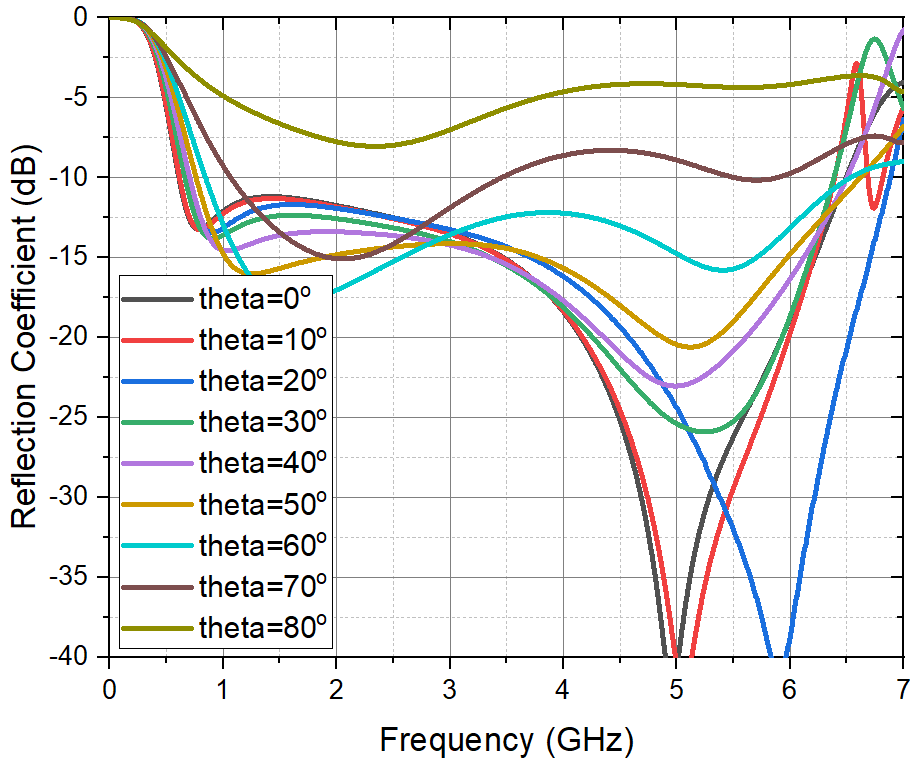 Reflection Coefficient (dB)
0
-5
-10
-15
-20
-25
-30
-35
-40
theta=0º
theta=10º
theta=20º
theta=30º
theta=40º
theta=50º
theta=60º
theta=70º
theta=80º
0 1 2 3 4 5 6 7
Frequency (GHz)